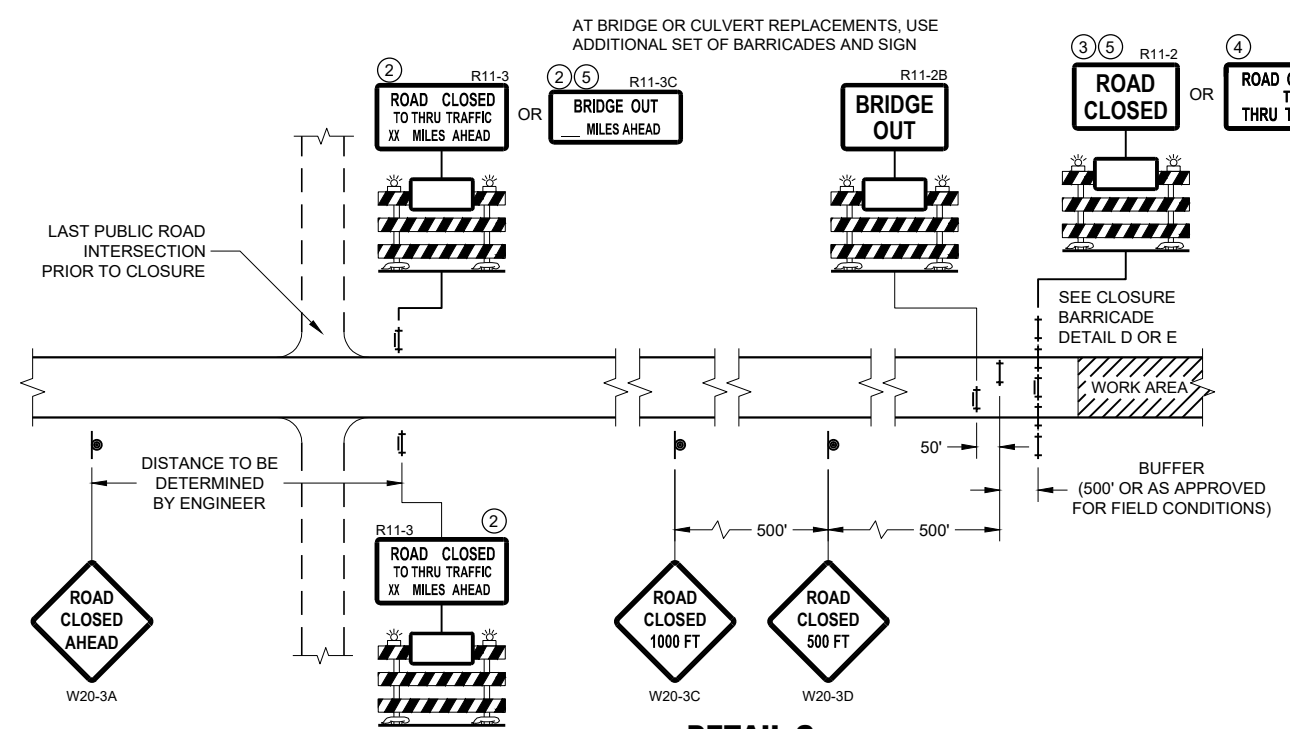 AT BRIDGE OR CULVERT REPLACEMENTS, USE
ADDITIONAL SET OF BARRICADES AND SIGN
2
R11-3
ROAD CLOSED
TO THRU TRAFFIC
XX MILES AHEAD
OR
2 5
R11-3C
BRIDGE OUT
__ MILES AHEAD
R11-2B
BRIDGE
OUT
3 5
R11-2
ROAD
CLOSED
OR
4
ROAD
THRU
LAST PUBLIC ROAD
INTERSECTION
PRIOR TO CLOSURE
SEE CLOSURE
BARRICADE
DETAIL D OR E
WORK AREA
DISTANCE TO BE
DETERMINED
BY ENGINEER
50'
BUFFER
(500' OR AS APPROVED
FOR FIELD CONDITIONS)
500'
500'
R11-3
2
ROAD CLOSED
TO THRU TRAFFIC
XX MILES AHEAD
ROAD
CLOSED
AHEAD
W20-3A
ROAD
CLOSED
1000 FT
W20-3C
ROAD
CLOSED
500 FT
W20-3D